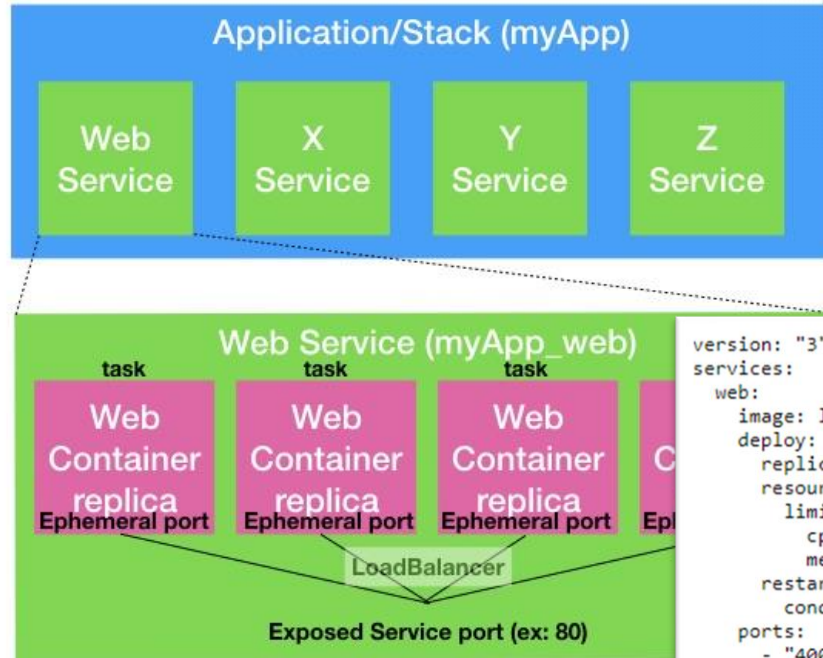 Application/Stack (myApp)
Web
Service
X
Service
Y
Service
Z
Service
Web Service (myApp_web)
task
Web
Container
replica
Ephemeral port
task
Web
Container
replica
Ephemeral port
task
Web
Container
replica
Ephemeral port
LoadBalancer
Exposed Service port (ex: 80)
version: "3"
services:
web:
image:
deploy:
ports:
- "400